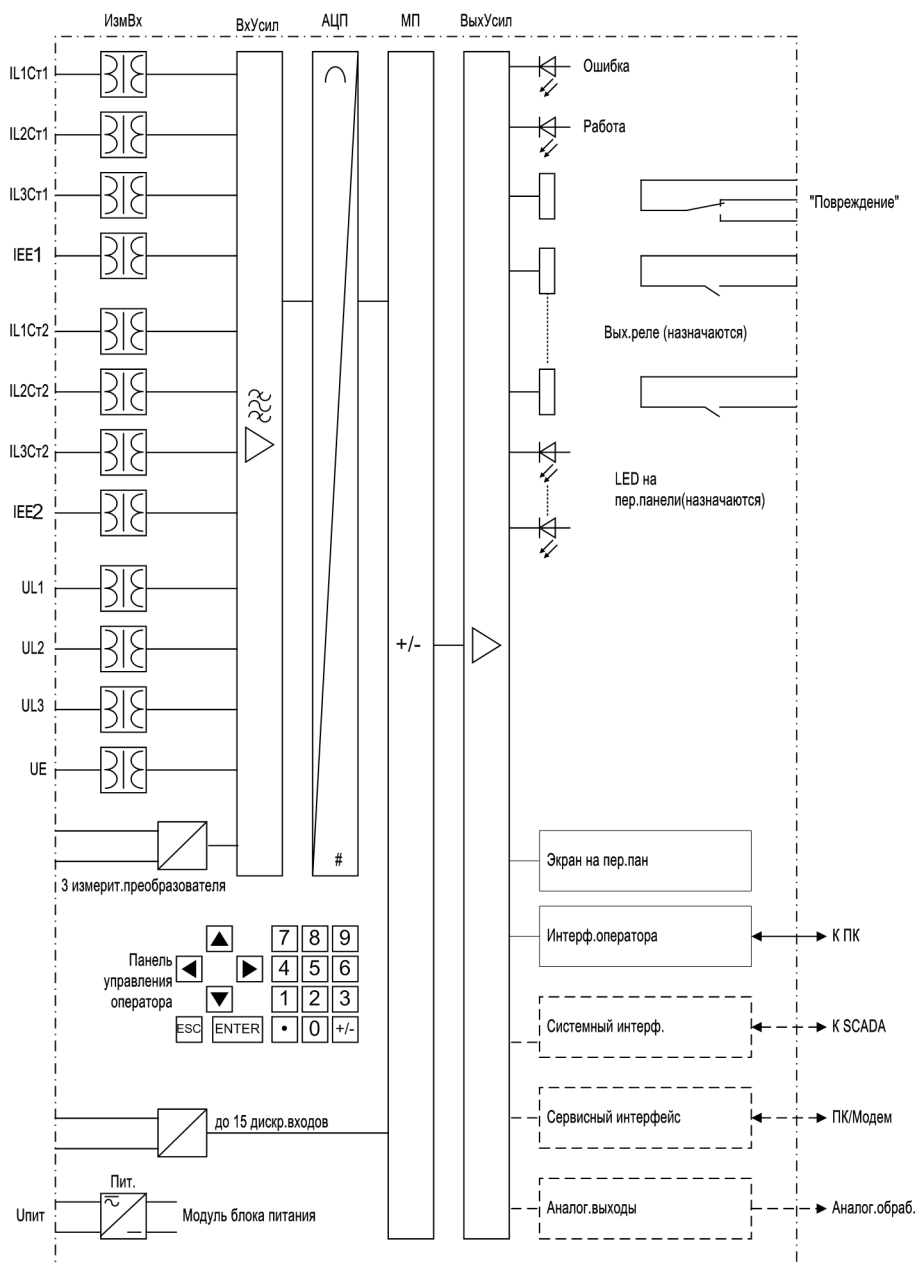 ИзмВх
ВхУсил
АЦП
МП
ВыхУсил
IL1Ст1
IL2Ст1
IL3Ст1
IEE1
IL1Ст2
IL2Ст2
IL3Ст2
IEE2
UL1
UL2
UL3
UE
3 измерит.преобразователя
#
+/-
Ошибка
Работа
"Повреждение"
Вых.реле (назначаются)
LED на
пер.панели(назначаются)
Экран на пер.пан
Интерф.оператора
К ПК
Системный интерф.
К SCADA
Сервисный интерфейс
ПК/Модем
Аналог.выходы
Аналог.обраб.
Панель
управления
оператора
7 8 9
4 5 6
1 2 3
ESC ENTER • 0 +/-
до 15 дискр.входов
Пит.
Uпит
Модуль блока питания